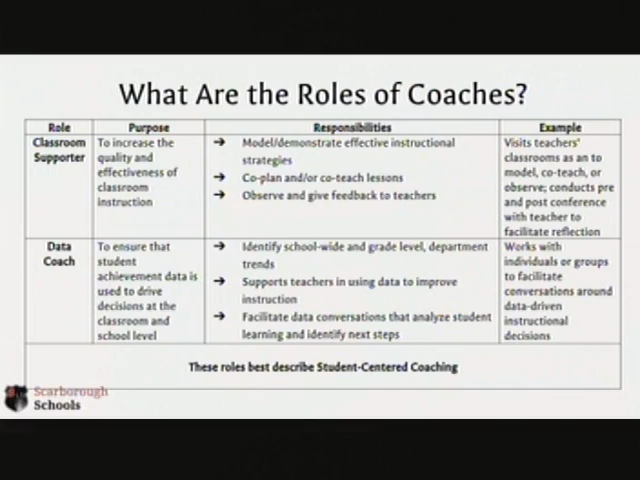 What Are the Roles of Coaches?
Role Purpose Responsibilities Example
Classroom
Supporter
To increase the
quality and
effectiveness of
classroom
instruction
➔ Model/demonstrate effective instructional
strategies
➔ Co-plan and/or co-teach lessons
➔ Observe and give feedback to teachers
Visits teachers'
classrooms as an to
model, co-teach, or
observe; conducts pre
and post conference
with teacher to
facilitate reflection
Data
Coach
To ensure that
student
achievement data is
used to drive
decisions at the
classroom and
school level
➔ Identify school-wide and grade level, department
trends
➔ Supports teachers in using data to improve
instruction
➔ Facilitate data conversations that analyze student
learning and identify next steps
Works with
individuals or groups
to facilitate
conversations around
data-driven
instructional
decisions
These roles best describe Student-Centered Coaching
Scarborough
Schools